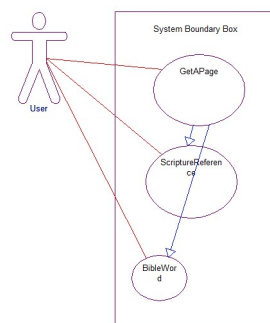 System Boundary Box
GetAPage
User
ScriptureReferen
ce
BibleWor
d